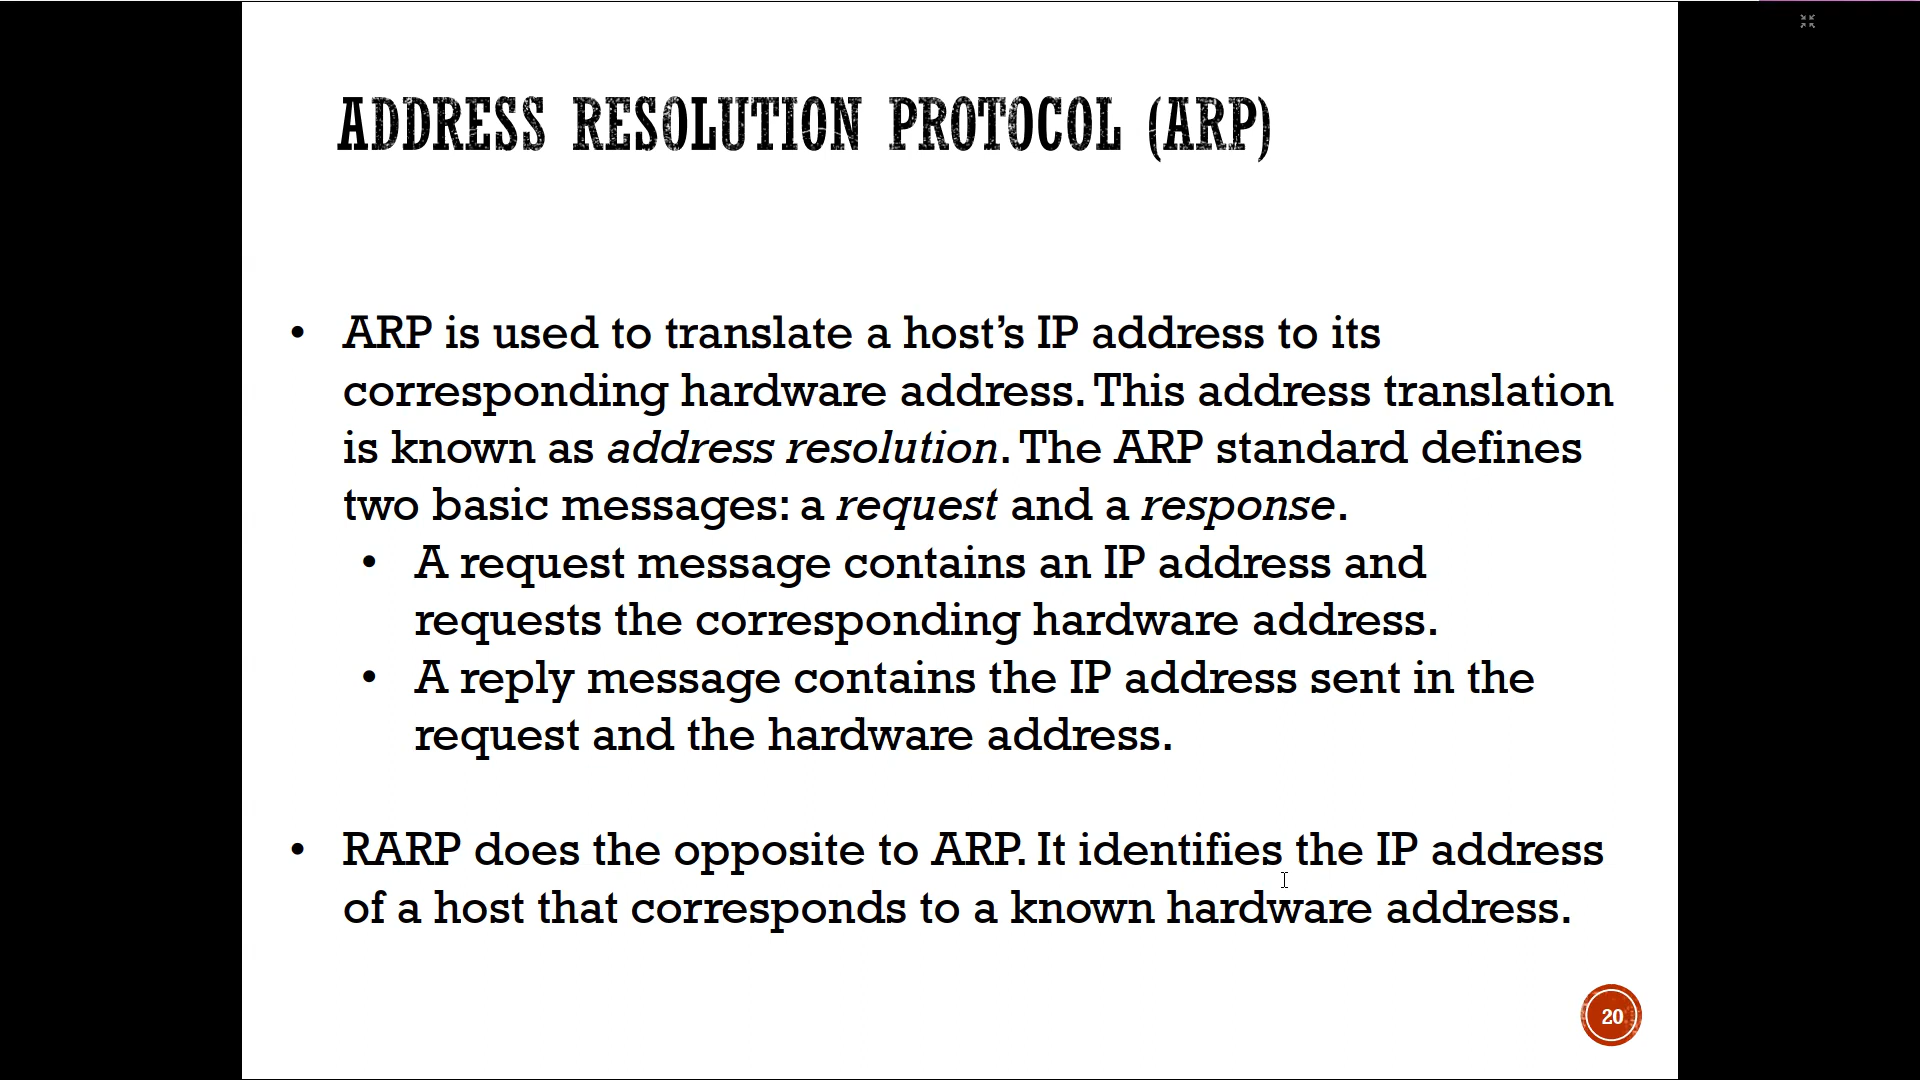 ADDRESS RESOLUTION PROTOCOL (ARP)
• ARP is used to translate a host’s IP address to its
corresponding hardware address. This address translation
is known as address resolution. The ARP standard defines
two basic messages: a request and a response.
• A request message contains an IP address and
requests the corresponding hardware address.
• A reply message contains the IP address sent in the
request and the hardware address.
• RARP does the opposite to ARP. It identifies the IP address
of a host that corresponds to a known hardware address.
20